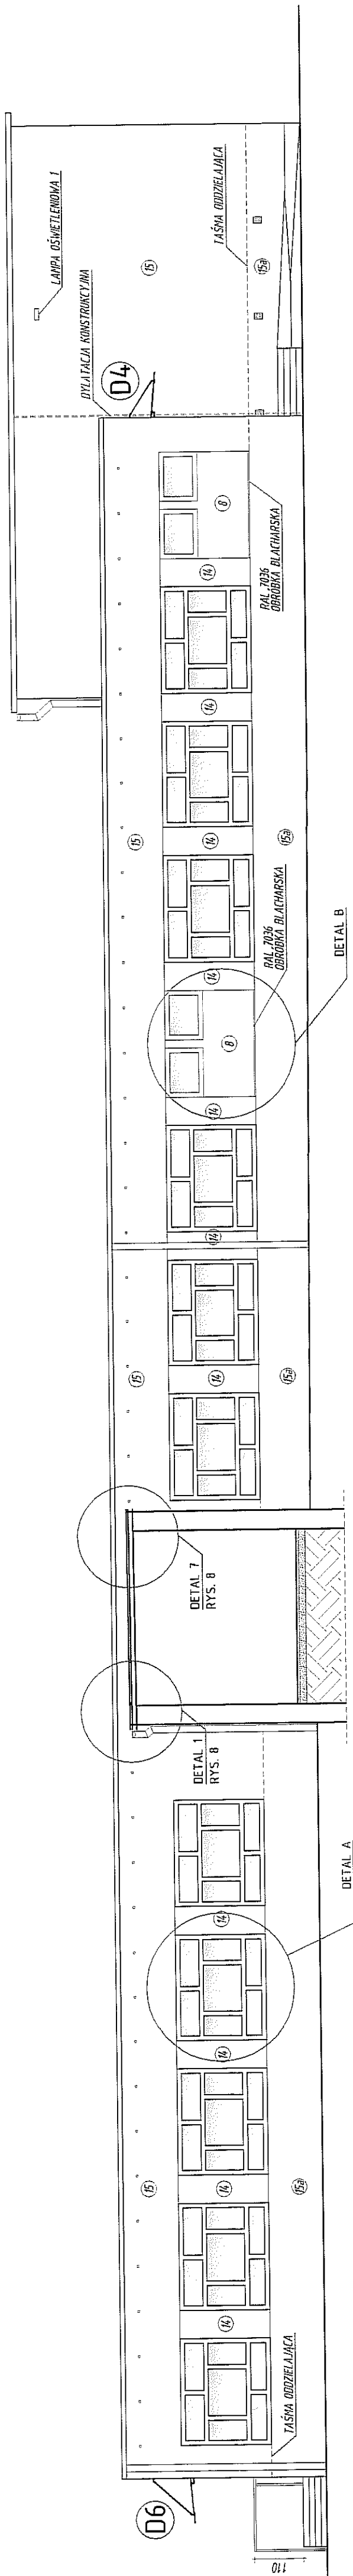 LAMPA OŚWIETLENIOWA 1
15
DYLATACJA KONSTRUKCYJNA
D4
TAŚMA ODDZIELAJĄCA
15a
8
14
RAL.7036
OBRÓBKA BLACHARSKA
14
14
15
15a
14
8
RAL.7036
OBRÓBKA BLACHARSKA
DETAL B
14
14
15
14
15a
DETAL 7
RYS. 8
DETAL 1
RYS. 8
14
DETAL A
14
15
14
15a
14
TAŚMA ODDZIELAJĄCA
D6
110